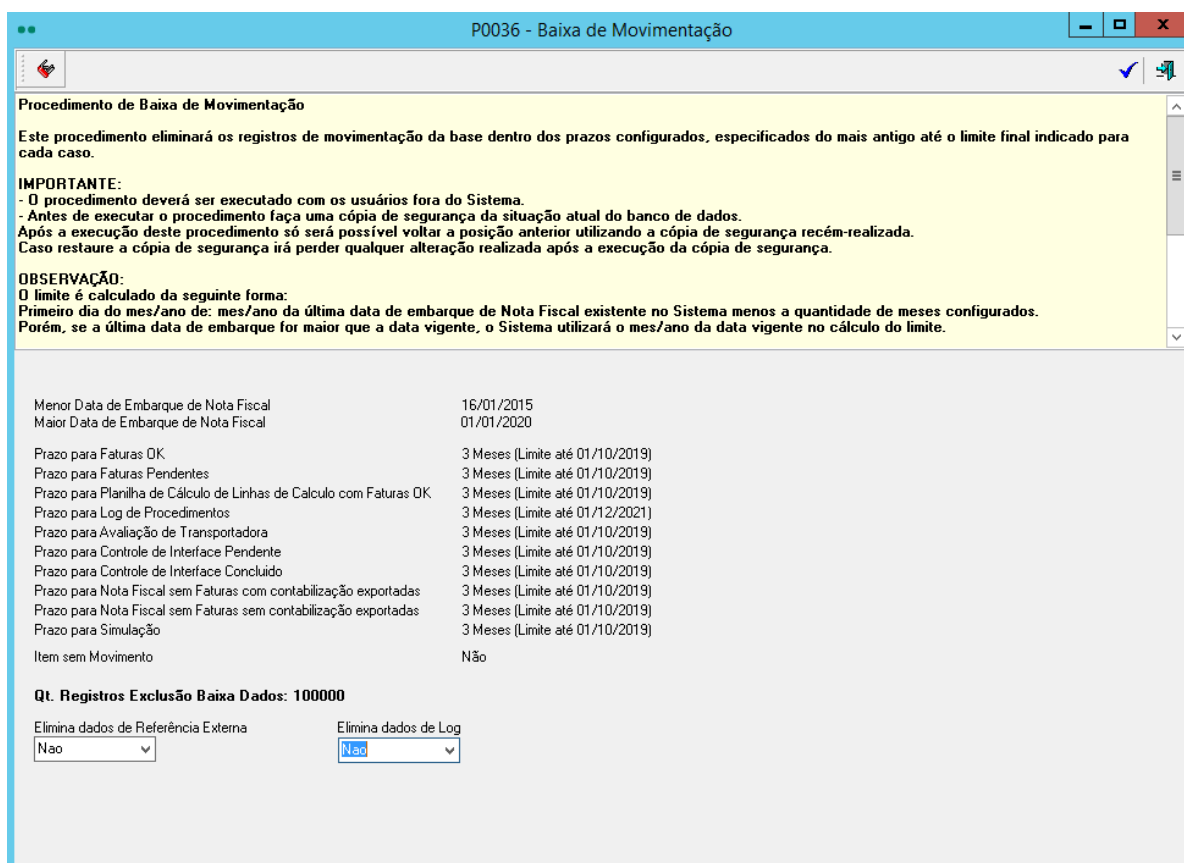 P0036 - Baixa de Movimentação
Procedimento de Baixa de Movimentação
Este procedimento eliminará os registros de movimentação da base dentro dos prazos configurados, especificados do mais antigo até o limite final indicado para
cada caso.
IMPORTANTE:
- O procedimento deverá ser executado com os usuários fora do Sistema.
- Antes de executar o procedimento faça uma cópia de segurança da situação atual do banco de dados.
Após a execução deste procedimento só será possível voltar a posição anterior utilizando a cópia de segurança recém-realizada.
Caso restaure a cópia de segurança irá perder qualquer alteração realizada após a execução da cópia de segurança.
OBSERVAÇÃO:
O limite é calculado da seguinte forma:
Primeiro dia do mes/ano de: mes/ano da última data de embarque de Nota Fiscal existente no Sistema menos a quantidade de meses configurados.
Porém, se a última data de embarque for maior que a data vigente, o Sistema utilizará o mes/ano da data vigente no cálculo do limite.
Menor Data de Embarque de Nota Fiscal 16/01/2015
Maior Data de Embarque de Nota Fiscal 01/01/2020
Prazo para Faturas OK 3 Meses (Limite até 01/10/2019)
Prazo para Faturas Pendentes 3 Meses (Limite até 01/10/2019)
Prazo para Planilha de Cálculo de Linhas de Calculo com Faturas OK 3 Meses (Limite até 01/10/2019)
Prazo para Log de Procedimentos 3 Meses (Limite até 01/12/2021)
Prazo para Avaliação de Transportadora 3 Meses (Limite até 01/10/2019)
Prazo para Controle de Interface Pendente 3 Meses (Limite até 01/10/2019)
Prazo para Controle de Interface Concluido 3 Meses (Limite até 01/10/2019)
Prazo para Nota Fiscal sem Faturas com contabilização exportadas 3 Meses (Limite até 01/10/2019)
Prazo para Nota Fiscal sem Faturas sem contabilização exportadas 3 Meses (Limite até 01/10/2019)
Prazo para Simulação 3 Meses (Limite até 01/10/2019)
Item sem Movimento Não
Qt. Registros Exclusão Baixa Dados: 100000
Elimina dados de Referência Externa Elimina dados de Log
Nao Nao